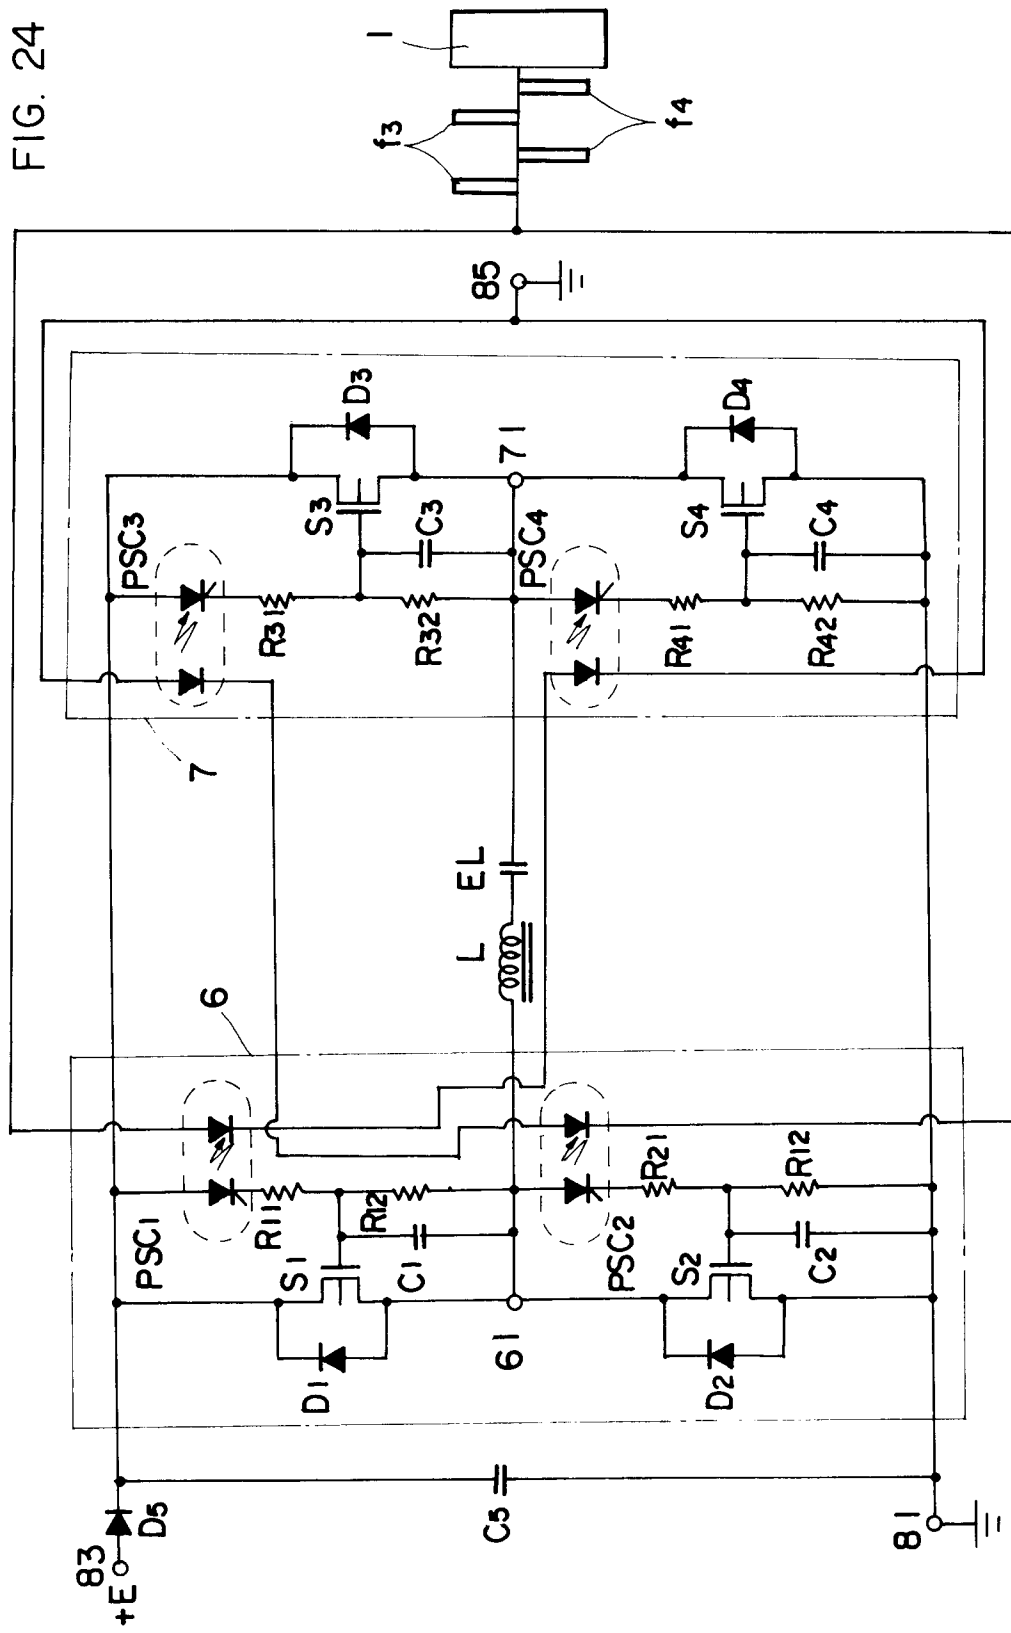 FIG. 24
1
f3
f4
85
7
PSC3
R31
R32
S3
C3
D3
71
PSC4
R41
R42
S4
C4
D4
L
EL
6
PSC1
R11
R12
S1
C1
D1
61
PSC2
R21
R12
S2
C2
D2
83
+E
D5
C5
81